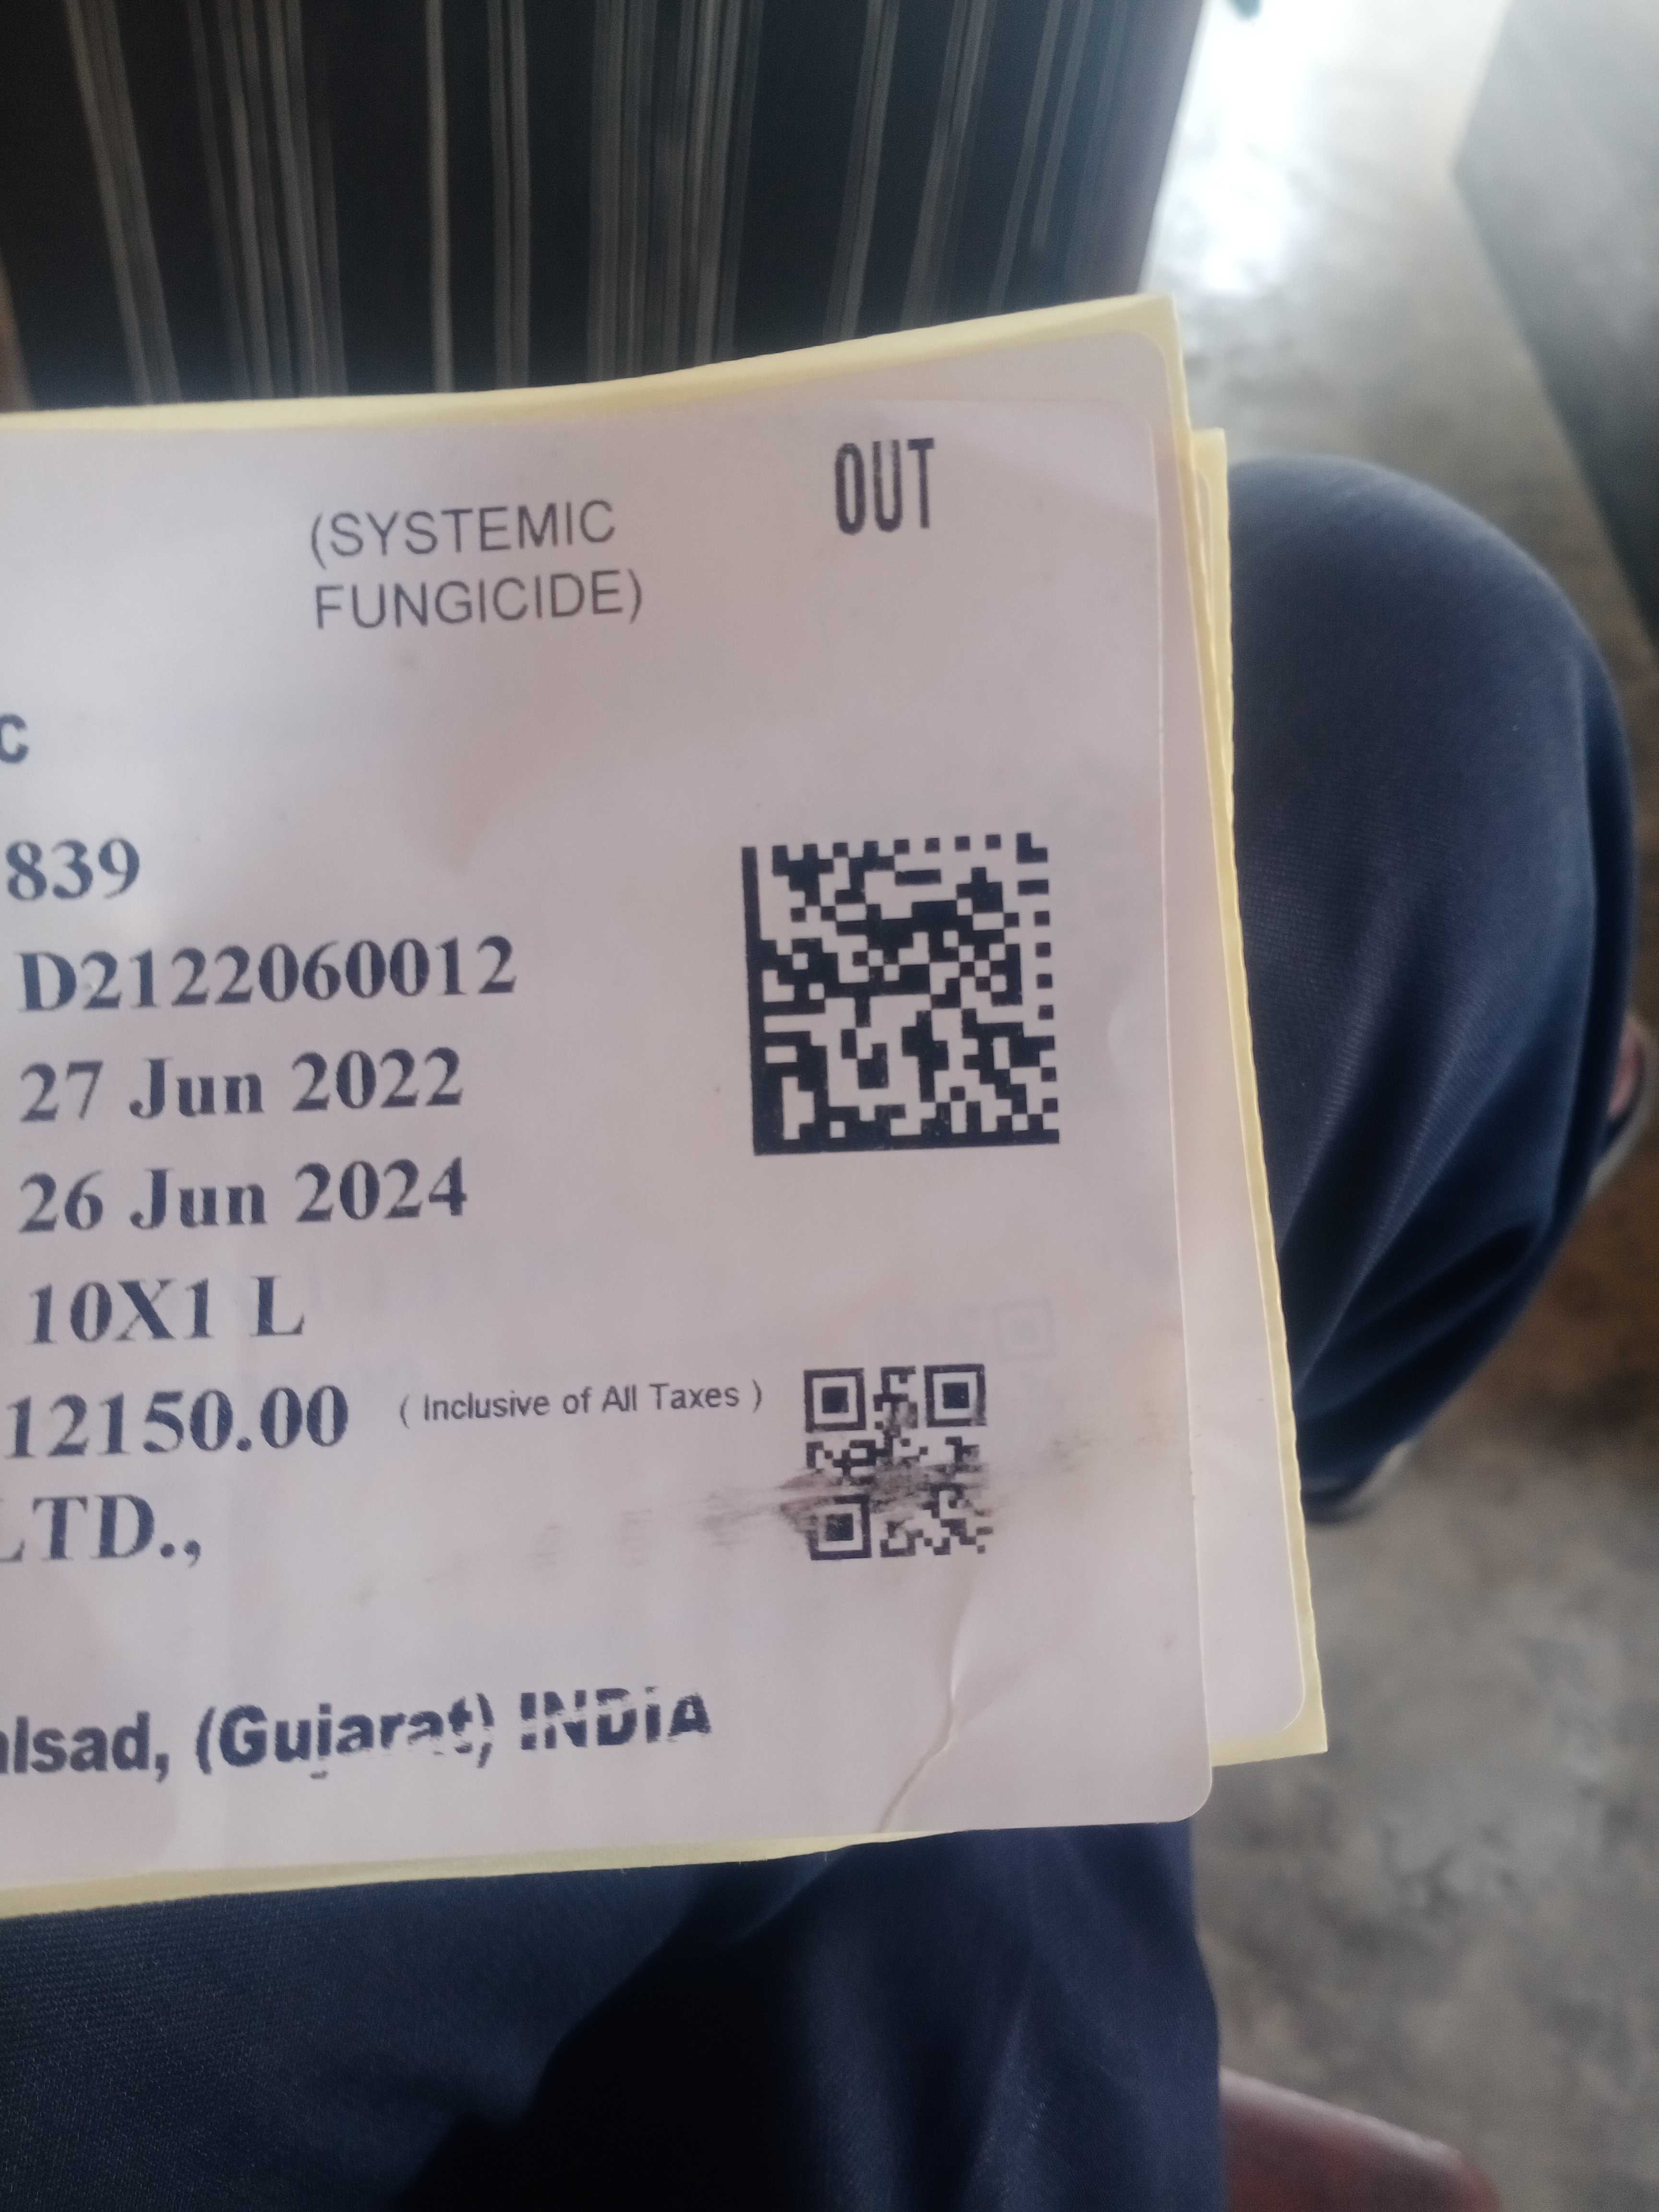 OUT
(SYSTEMIC
FUNGICIDE)
C
839
D2122060012
27 Jun 2022
26 Jun 2024
10X1 L
12150.00 ( Inclusive of All Taxes )
LTD.,
alsad, (Gujarat) INDIA